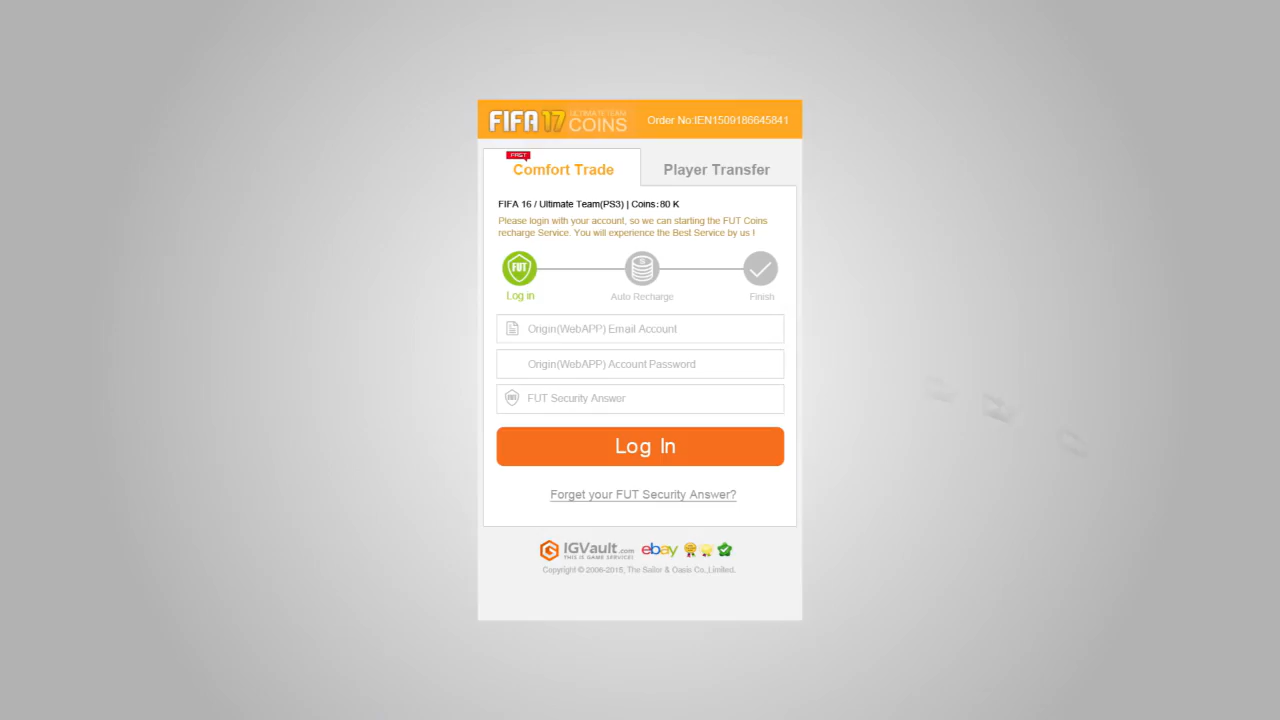 FIFA 17 ULTIMATE TEAM COINS
Order No:IEN1509186645841
FAST
Comfort Trade
Player Transfer
FIFA 16 / Ultimate Team(PS3) | Coins:80 K
Please login with your account, so we can starting the FUT Coins
recharge Service. You will experience the Best Service by us !
FUT
Log in
Auto Recharge
Finish
Origin(WebAPP) Email Account
Origin(WebAPP) Account Password
FUT
FUT Security Answer
Log In
Forget your FUT Security Answer?
IGVault.com
THIS IS GAME SERVICE!
ebay
Copyright © 2006-2015, The Sailor & Oasis Co.,Limited.